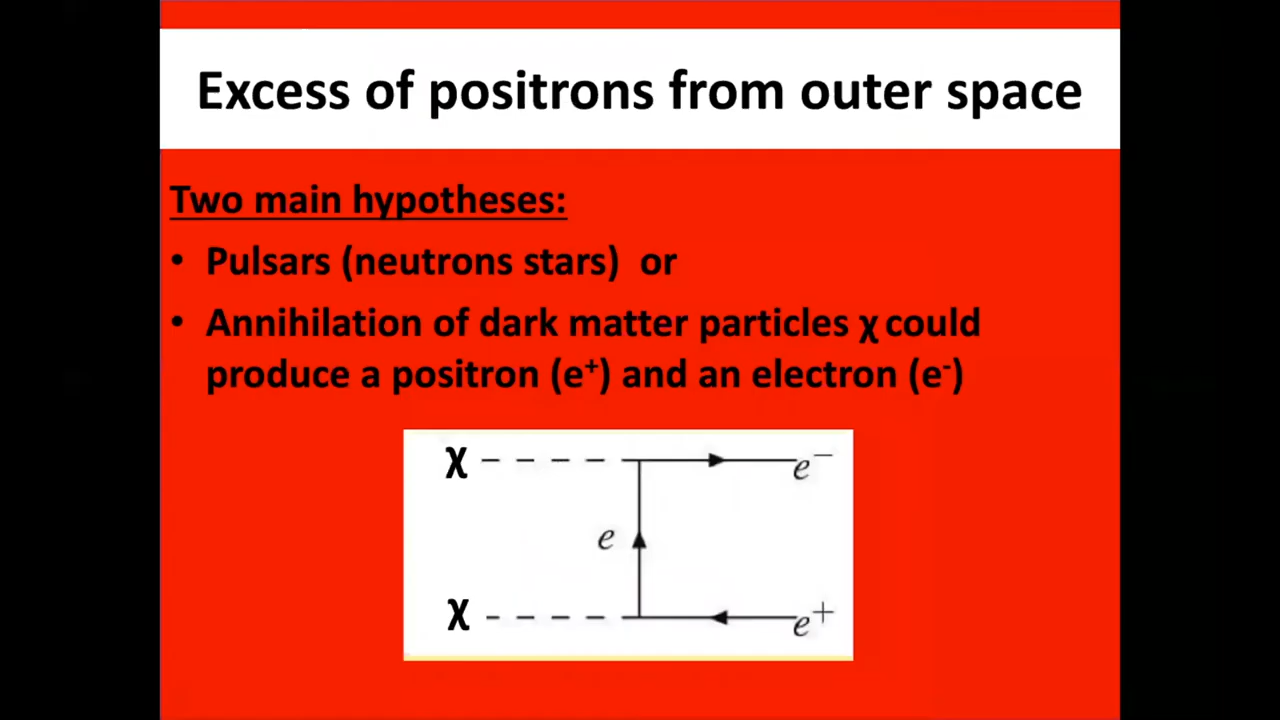 Excess of positrons from outer space
Two main hypotheses:
• Pulsars (neutrons stars) or
• Annihilation of dark matter particles χ could
produce a positron (e⁺) and an electron (e⁻)
χ e⁻
e
χ e⁺